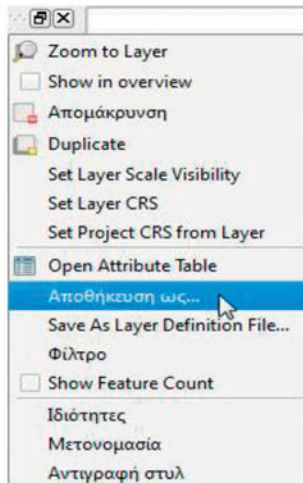 Zoom to Layer
Show in overview
Απομάκρυνση
Duplicate
Set Layer Scale Visibility
Set Layer CRS
Set Project CRS from Layer
Open Attribute Table
Αποθήκευση ως...
Save As Layer Definition File...
Φίλτρο
Show Feature Count
Ιδιότητες
Μετονομασία
Αντιγραφή στυλ